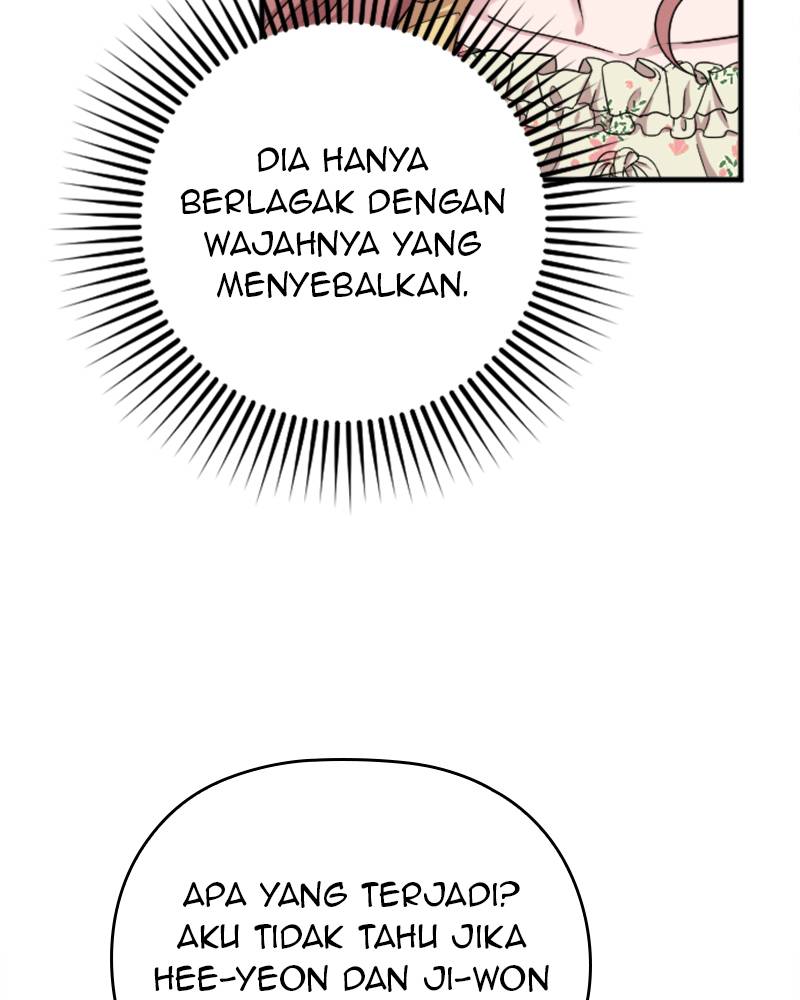 DIA HANYA
BERLAGAK DENGAN
WAJAHNYA YANG
MENYEBALKAN.
APA YANG TERJADI?
AKU TIDAK TAHU JIKA
HEE-YEON DAN JI-WON